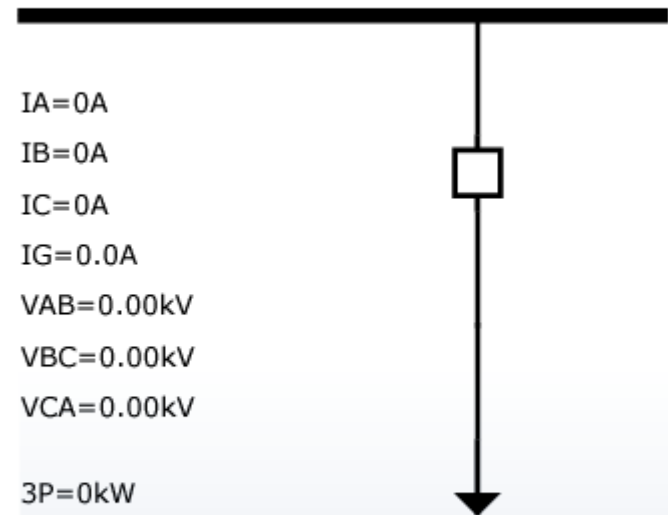 IA=0A
IB=0A
IC=0A
IG=0.0A
VAB=0.00kV
VBC=0.00kV
VCA=0.00kV
3P=0kW